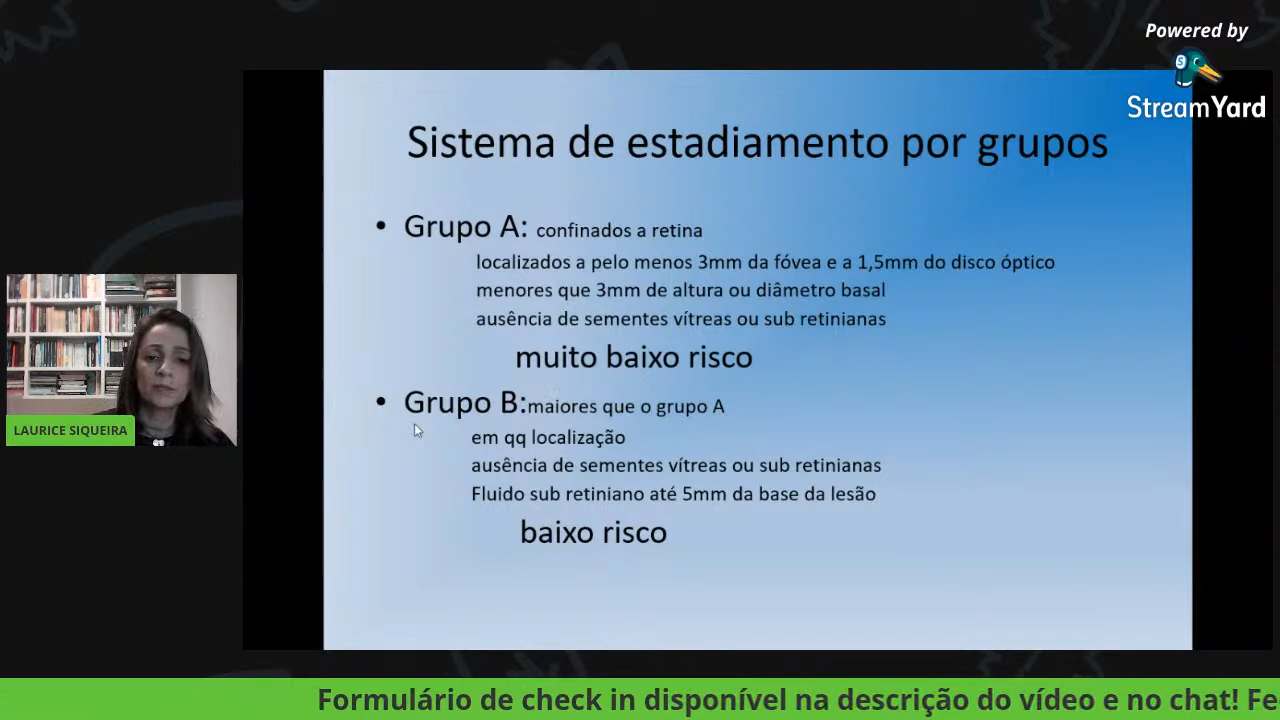 Powered by
StreamYard
Sistema de estadiamento por grupos
• Grupo A: confinados a retina
localizados a pelo menos 3mm da fóvea e a 1,5mm do disco óptico
menores que 3mm de altura ou diâmetro basal
ausência de sementes vítreas ou sub retinianas
muito baixo risco
• Grupo B:maiores que o grupo A
em qq localização
ausência de sementes vítreas ou sub retinianas
Fluido sub retiniano até 5mm da base da lesão
baixo risco
LAURICE SIQUEIRA
Formulário de check in disponível na descrição do vídeo e no chat! Fe